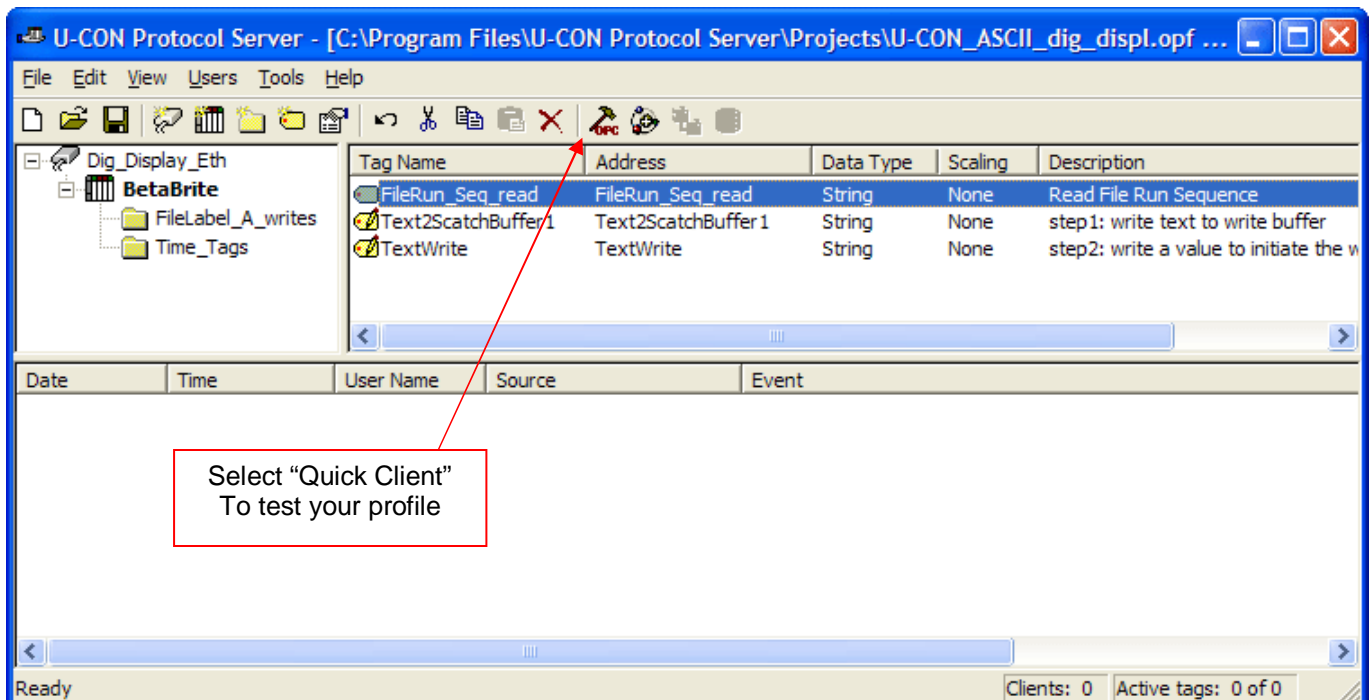 U-CON Protocol Server - [C:\Program Files\U-CON Protocol Server\Projects\U-CON_ASCII_dig_displ.opf ...
File Edit View Users Tools Help
OPC
Dig_Display_Eth
BetaBrite
FileLabel_A_writes
Time_Tags
Tag Name Address Data Type Scaling Description
FileRun_Seq_read FileRun_Seq_read String None Read File Run Sequence
Text2ScatchBuffer1 Text2ScatchBuffer1 String None step1: write text to write buffer
TextWrite TextWrite String None step2: write a value to initiate the w
Date Time User Name Source Event
Select “Quick Client”
To test your profile
Ready Clients: 0 Active tags: 0 of 0